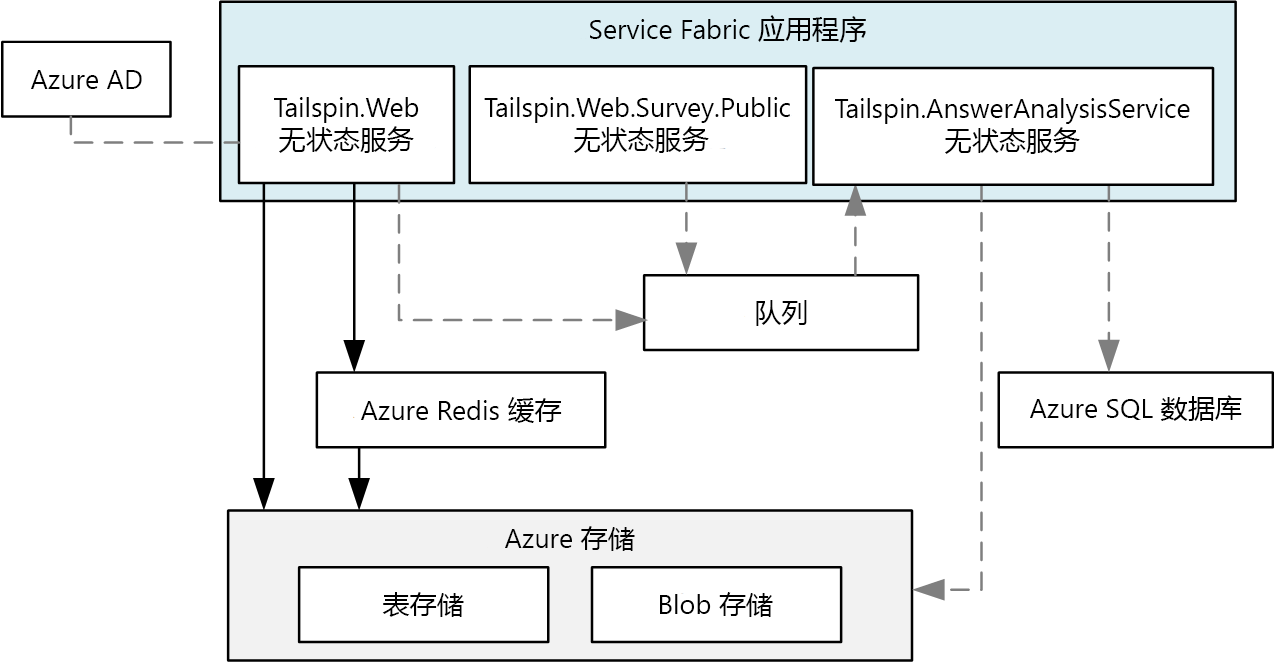 Service Fabric 应用程序
Azure AD
Tailspin.Web
无状态服务
Tailspin.Web.Survey.Public
无状态服务
Tailspin.AnswerAnalysisService
无状态服务
队列
Azure Redis 缓存
Azure SQL 数据库
Azure 存储
表存储
Blob 存储